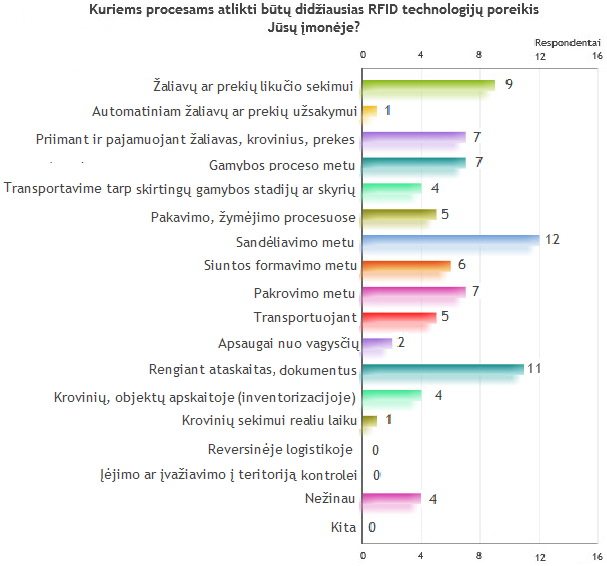 Kuriems procesams atlikti būtų didžiausias RFID technologijų poreikis
Jūsų įmonėje?
Respondentai
0 4 8 12 16
Žaliavų ar prekių likučio sekimui 9
Automatiniam žaliavų ar prekių užsakymui 1
Priimant ir pajamuojant žaliavas, krovinius, prekes 7
Gamybos proceso metu 7
Transportavime tarp skirtingų gamybos stadijų ar skyrių 4
Pakavimo, žymėjimo procesuose 5
Sandėliavimo metu 12
Siuntos formavimo metu 6
Pakrovimo metu 7
Transportuojant 5
Apsaugai nuo vagysčių 2
Rengiant ataskaitas, dokumentus 11
Krovinių, objektų apskaitoje (inventorizacijoje) 4
Krovinių sekimui realiu laiku 1
Reversinėje logistikoje 0
Įėjimo ar įvažiavimo į teritoriją kontrolei 0
Nežinau 4
Kita 0
0 4 8 12 16